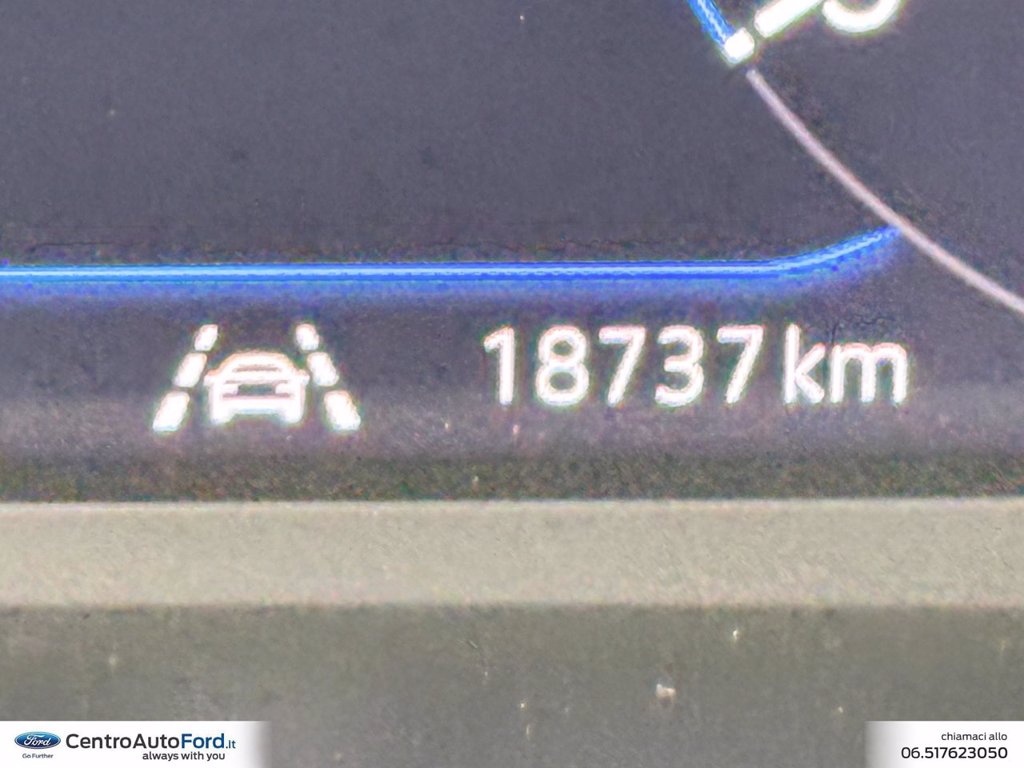 18737 km
Ford
Go Further
CentroAutoFord.it
always with you
chiamaci allo
06.517623050